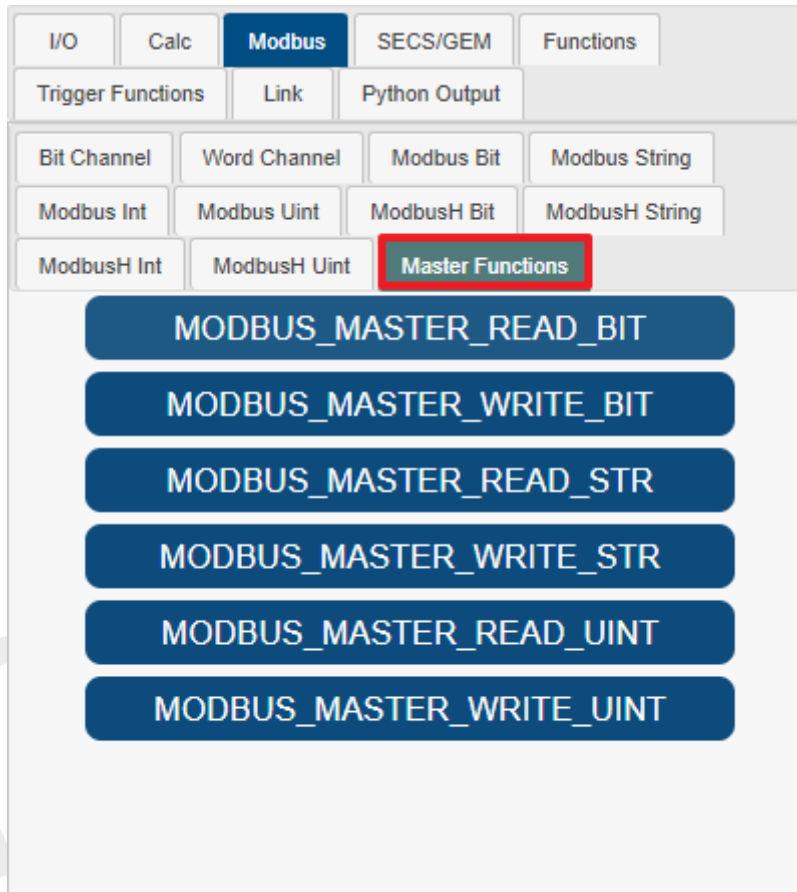 I/O Calc Modbus SECS/GEM Functions
Trigger Functions Link Python Output
Bit Channel Word Channel Modbus Bit Modbus String
Modbus Int Modbus Uint ModbusH Bit ModbusH String
ModbusH Int ModbusH Uint Master Functions
MODBUS_MASTER_READ_BIT
MODBUS_MASTER_WRITE_BIT
MODBUS_MASTER_READ_STR
MODBUS_MASTER_WRITE_STR
MODBUS_MASTER_READ_UINT
MODBUS_MASTER_WRITE_UINT